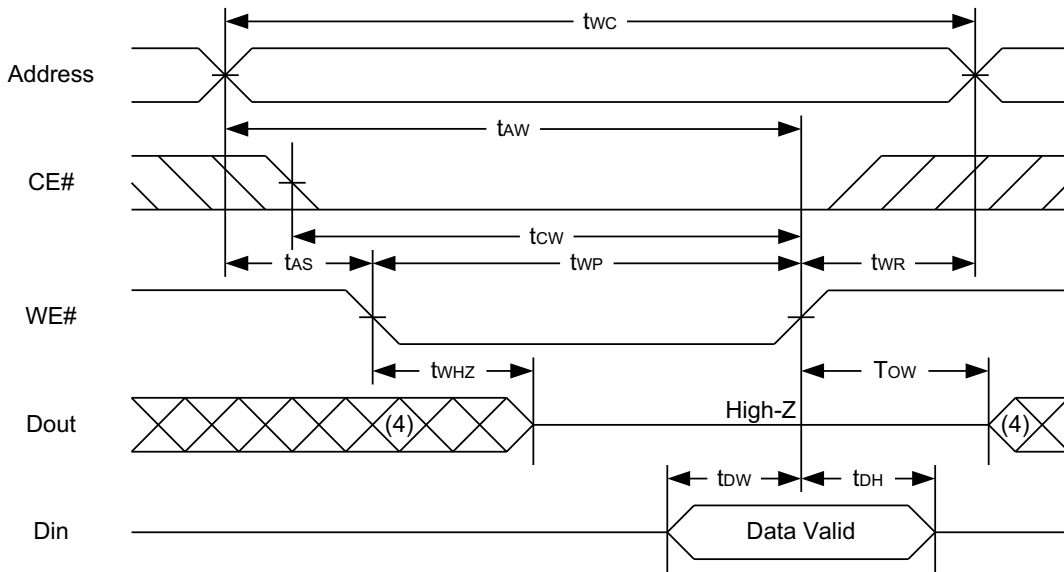 tWC
Address
tAW
CE#
tCW
tAS
tWP
tWR
WE#
tWHZ
TOW
High-Z
Dout
(4)
(4)
tDW
tDH
Din
Data Valid